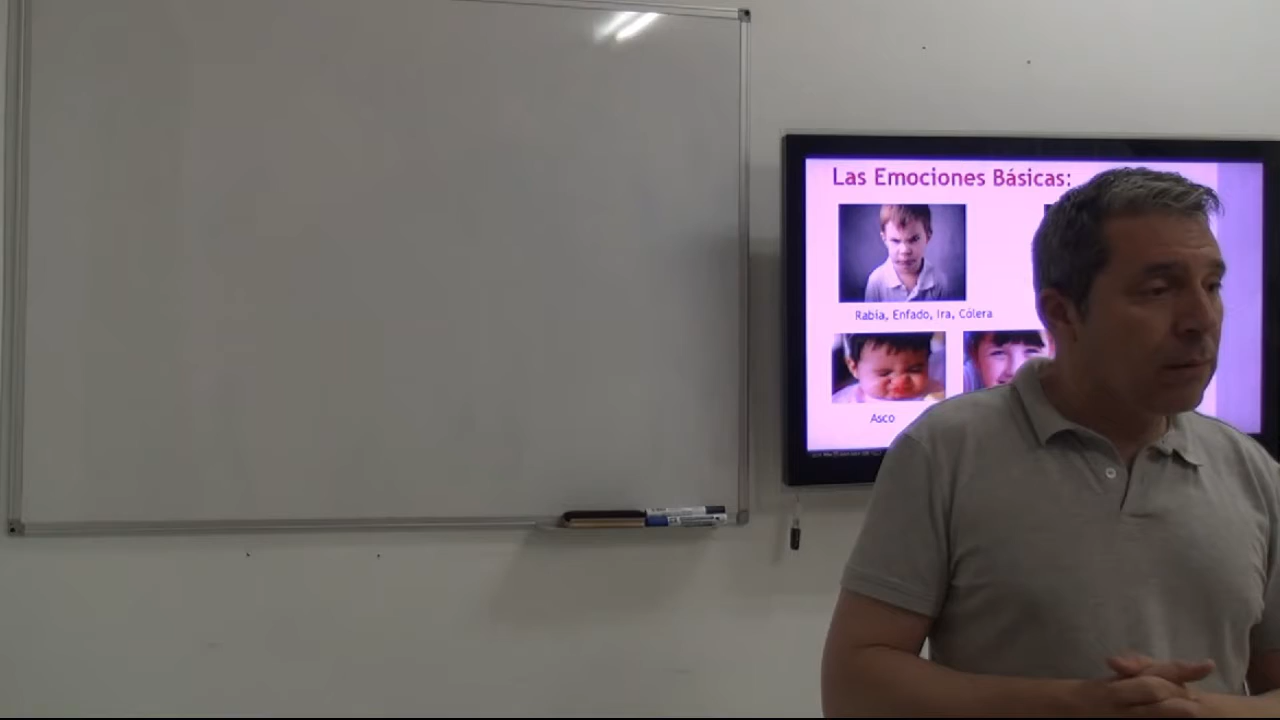 Las Emociones Básicas:
Rabia, Enfado, Ira, Cólera
Asco